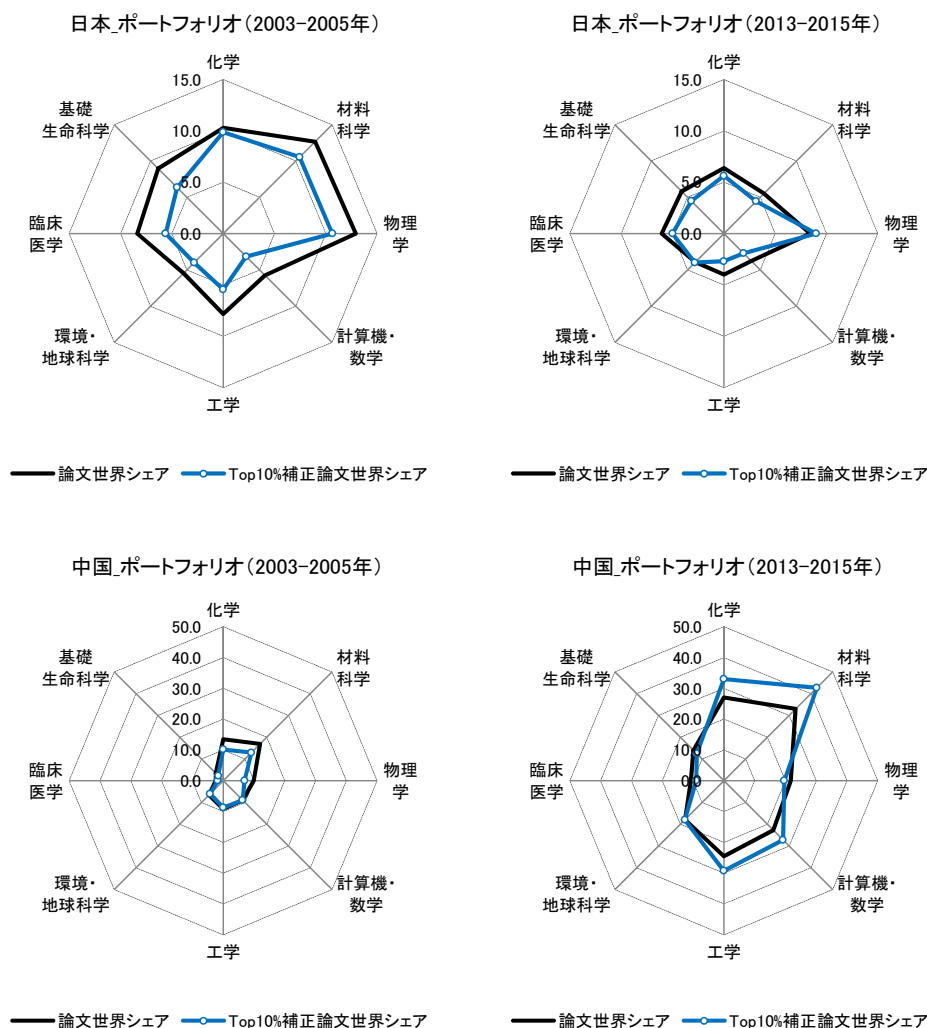 日本_ポートフォリオ(2003-2005年)
化学
15.0
10.0
5.0
0.0
材料
科学
物理
学
計算機・
数学
工学
環境・
地球科学
臨床
医学
基礎
生命科学
論文世界シェア
Top10%補正論文世界シェア
日本_ポートフォリオ(2013-2015年)
化学
15.0
10.0
5.0
0.0
材料
科学
物理
学
計算機・
数学
工学
環境・
地球科学
臨床
医学
基礎
生命科学
論文世界シェア
Top10%補正論文世界シェア
中国_ポートフォリオ(2003-2005年)
化学
50.0
40.0
30.0
20.0
10.0
0.0
材料
科学
物理
学
計算機・
数学
工学
環境・
地球科学
臨床
医学
基礎
生命科学
論文世界シェア
Top10%補正論文世界シェア
中国_ポートフォリオ(2013-2015年)
化学
50.0
40.0
30.0
20.0
10.0
0.0
材料
科学
物理
学
計算機・
数学
工学
環境・
地球科学
臨床
医学
基礎
生命科学
論文世界シェア
Top10%補正論文世界シェア